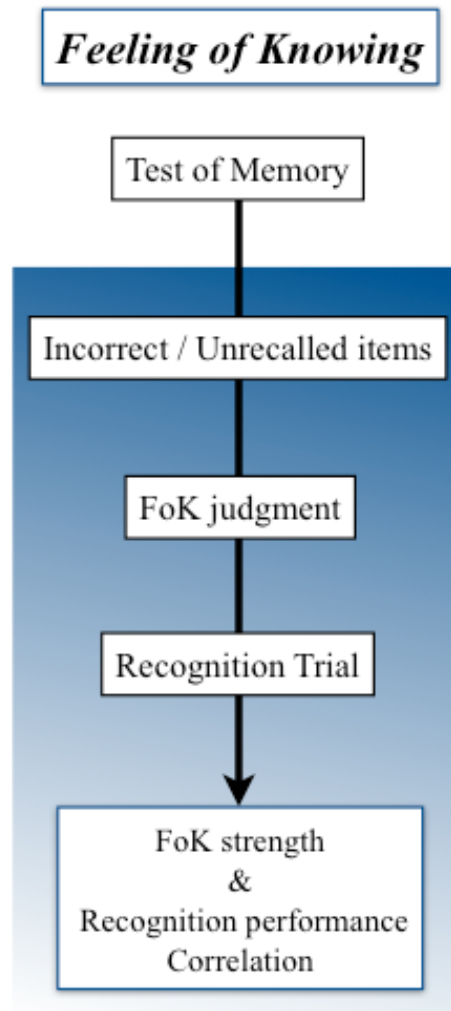 Feeling of Knowing
Test of Memory
Incorrect / Unrecalled items
FoK judgment
Recognition Trial
FoK strength
&
Recognition performance
Correlation